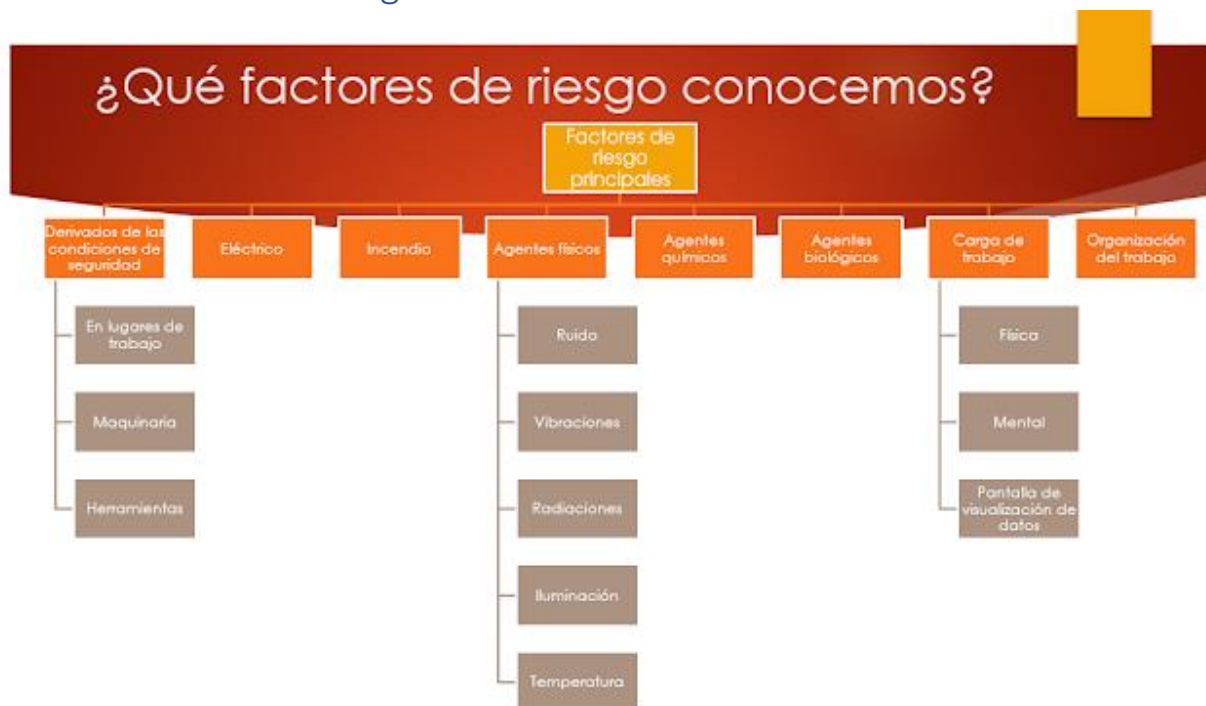 ¿Qué factores de riesgo conocemos?
Factores de
riesgo
principales
Derivados de las
condiciones de
seguridad
Eléctrico
Incendio
Agentes físicos
Agentes
químicos
Agentes
biológicos
Carga de
trabajo
Organización
del trabajo
En lugares de
trabajo
Maquinaria
Herramientas
Ruido
Vibraciones
Radiaciones
Iluminación
Temperatura
Física
Mental
Pantalla de
visualización de
datos